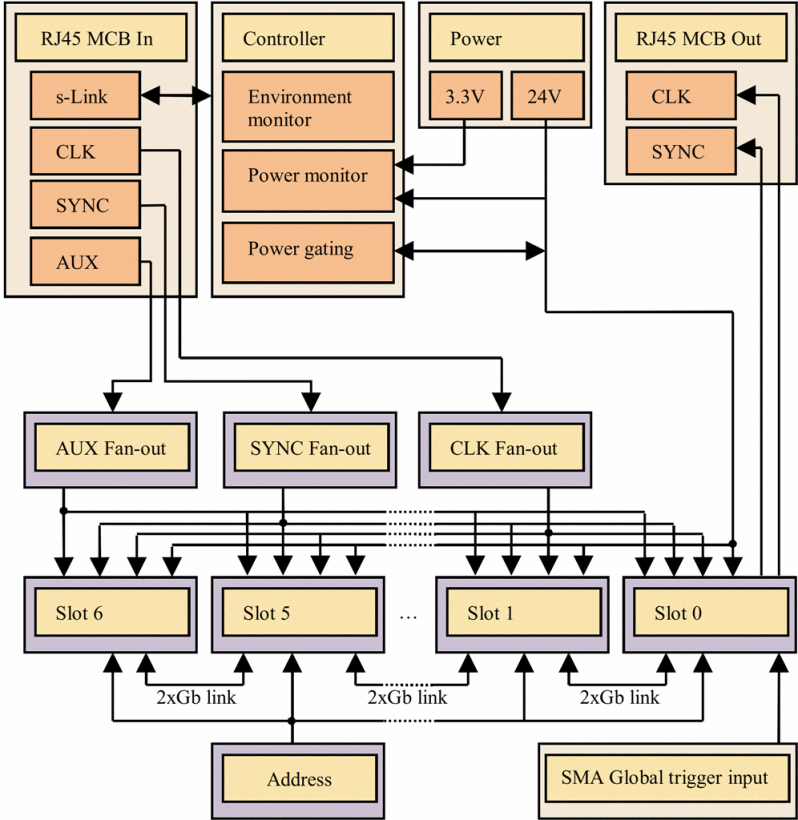 RJ45 MCB In
Controller
Power
RJ45 MCB Out
s-Link
Environment
monitor
3.3V
24V
CLK
CLK
SYNC
Power monitor
SYNC
Power gating
AUX
AUX Fan-out
SYNC Fan-out
CLK Fan-out
Slot 6
Slot 5
...
Slot 1
Slot 0
2xGb link
2xGb link
2xGb link
Address
SMA Global trigger input